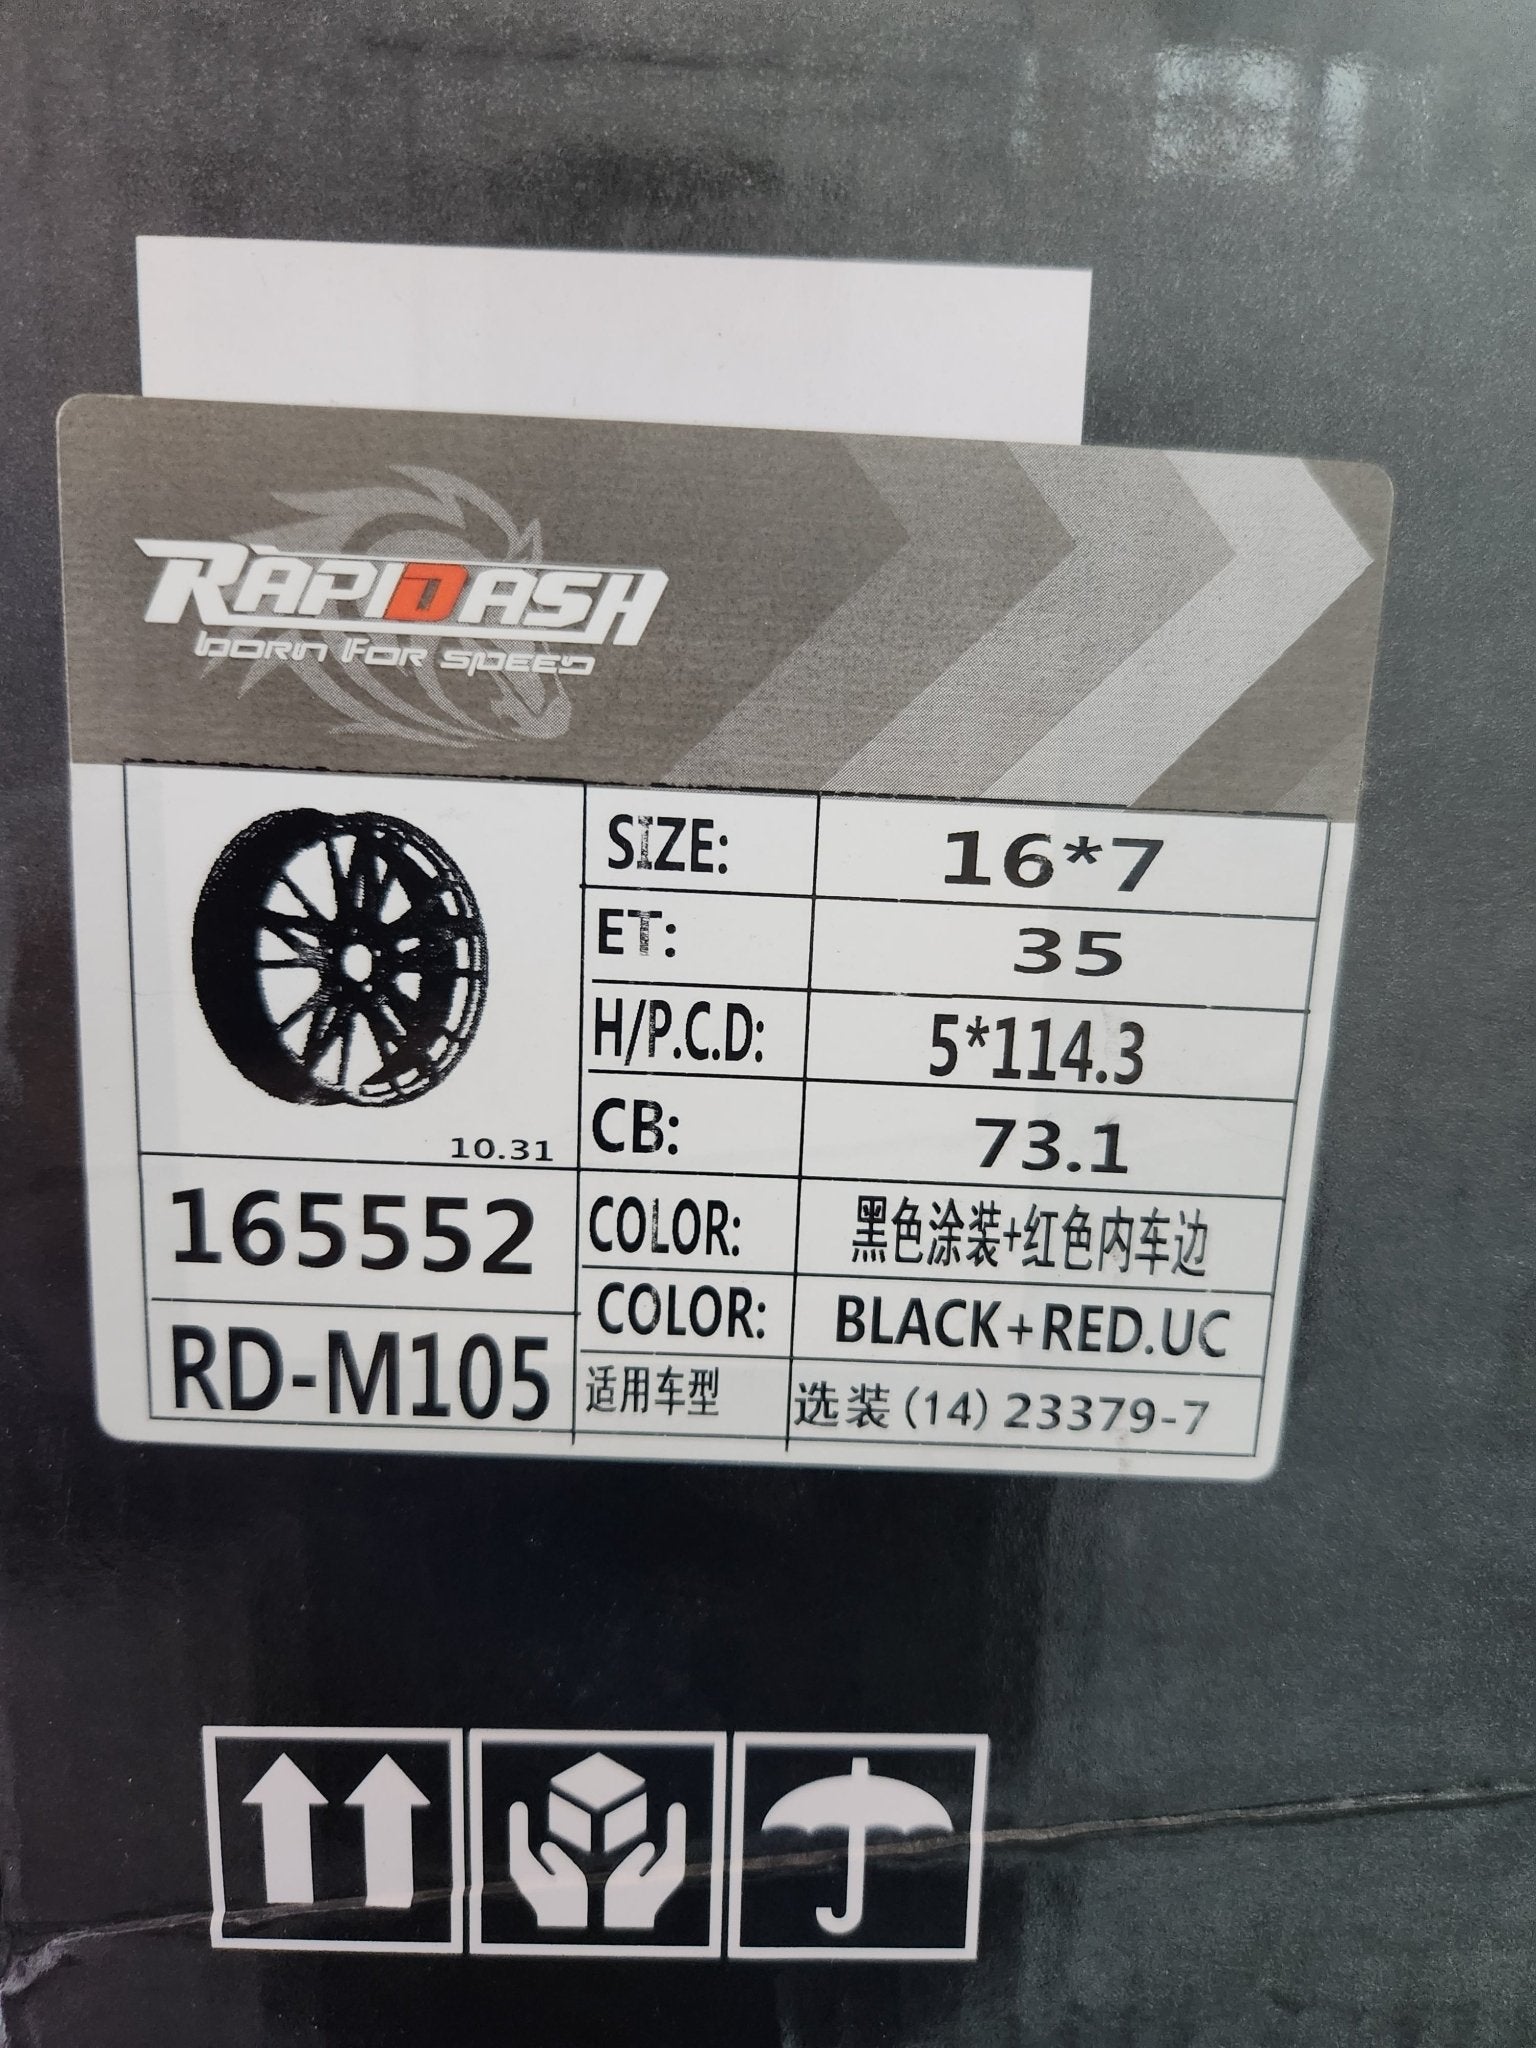 RAPIDASH
born for speed
SIZE: 16*7
ET: 35
H/P.C.D: 5*114.3
10.31
CB: 73.1
165552
COLOR: 黑色涂装+红色内车边
COLOR: BLACK+RED.UC
RD-M105
适用车型 选装(14)23379-7